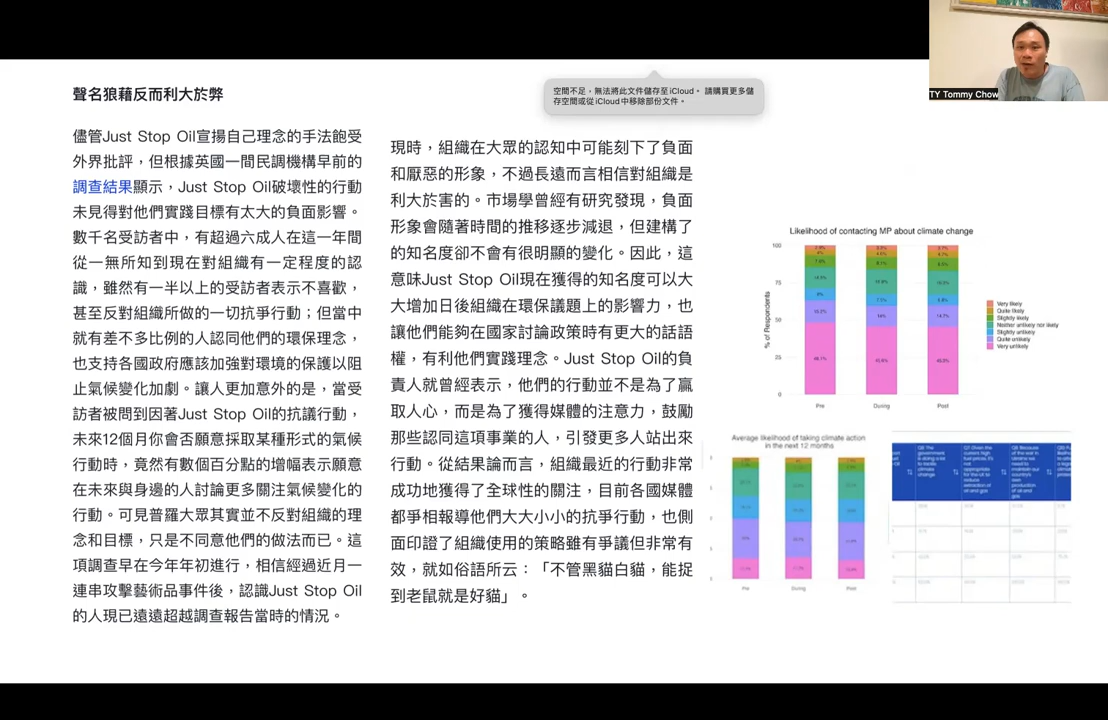 TY Tommy Chow
空間不足，無法將此文件儲存至 iCloud。 請購買更多儲
存空間或從 iCloud 中移除部份文件。
聲名狼藉反而利大於弊
儘管Just Stop Oil宣揚自己理念的手法飽受
外界批評，但根據英國一間民調機構早前的
調查結果顯示，Just Stop Oil破壞性的行動
未見得對他們實踐目標有太大的負面影響。
數千名受訪者中，有超過六成人在這一年間
從一無所知到現在對組織有一定程度的認
識，雖然有一半以上的受訪者表示不喜歡，
甚至反對組織所做的一切抗爭行動；但當中
就有差不多比例的人認同他們的環保理念，
也支持各國政府應該加強對環境的保護以阻
止氣候變化加劇。讓人更加意外的是，當受
訪者被問到因著Just Stop Oil的抗議行動，
未來12個月你會否願意採取某種形式的氣候
行動時，竟然有數個百分點的增幅表示願意
在未來與身邊的人討論更多關注氣候變化的
行動。可見普羅大眾其實並不反對組織的理
念和目標，只是不同意他們的做法而已。這
項調查早在今年年初進行，相信經過近月一
連串攻擊藝術品事件後，認識Just Stop Oil
的人現已遠遠超越調查報告當時的情況。
現時，組織在大眾的認知中可能刻下了負面
和厭惡的形象，不過長遠而言相信對組織是
利大於害的。市場學曾經有研究發現，負面
形象會隨著時間的推移逐步減退，但建構了
的知名度卻不會有很明顯的變化。因此，這
意味Just Stop Oil現在獲得的知名度可以大
大增加日後組織在環保議題上的影響力，也
讓他們能夠在國家討論政策時有更大的話語
權，有利他們實踐理念。Just Stop Oil的負
責人就曾經表示，他們的行動並不是為了贏
取人心，而是為了獲得媒體的注意力，鼓勵
那些認同這項事業的人，引發更多人站出來
行動。從結果論而言，組織最近的行動非常
成功地獲得了全球性的關注，目前各國媒體
都爭相報導他們大大小小的抗爭行動，也側
面印證了組織使用的策略雖有爭議但非常有
效，就如俗語所云：「不管黑貓白貓，能捉
到老鼠就是好貓」。
Likelihood of contacting MP about climate change
% of Respondents
100
75
50
25
0
Pre
During
Post
Very likely
Quite likely
Slightly likely
Neither unlikely nor likely
Slightly unlikely
Quite unlikely
Very unlikely
Average likelihood of taking climate action
in the next 12 months
Pre
During
Post